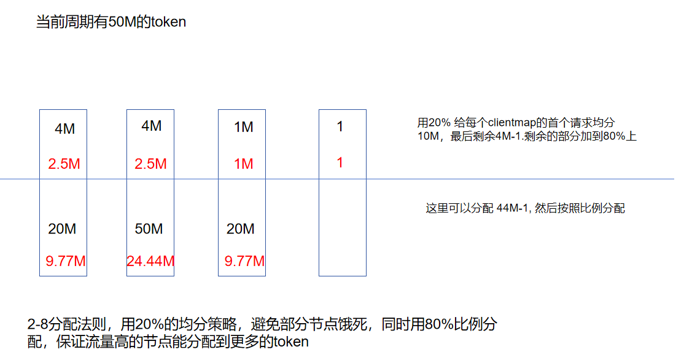 当前周期有50M的token
4M 4M 1M 1
用20% 给每个clientmap的首个请求均分
10M，最后剩余4M-1.剩余的部分加到80%上
2.5M 2.5M 1M 1
这里可以分配 44M-1, 然后按照比例分配
20M 50M 20M
9.77M 24.44M 9.77M
2-8分配法则，用20%的均分策略，避免部分节点饿死，同时用80%比例分
配，保证流量高的节点能分配到更多的token